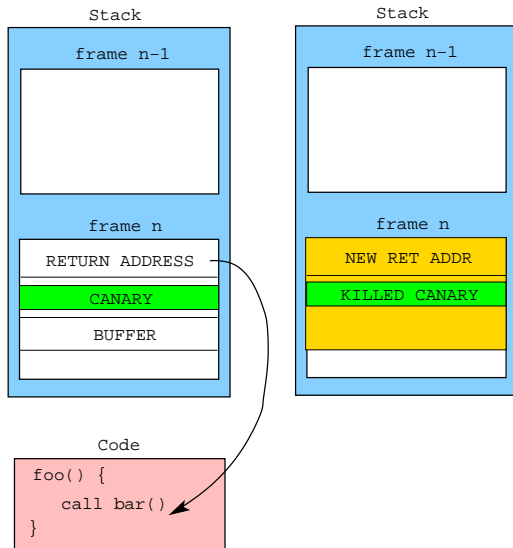 Stack
frame n-1
frame n
RETURN ADDRESS
CANARY
BUFFER
Code
foo() {
call bar()
}
Stack
frame n-1
frame n
NEW RET ADDR
KILLED CANARY